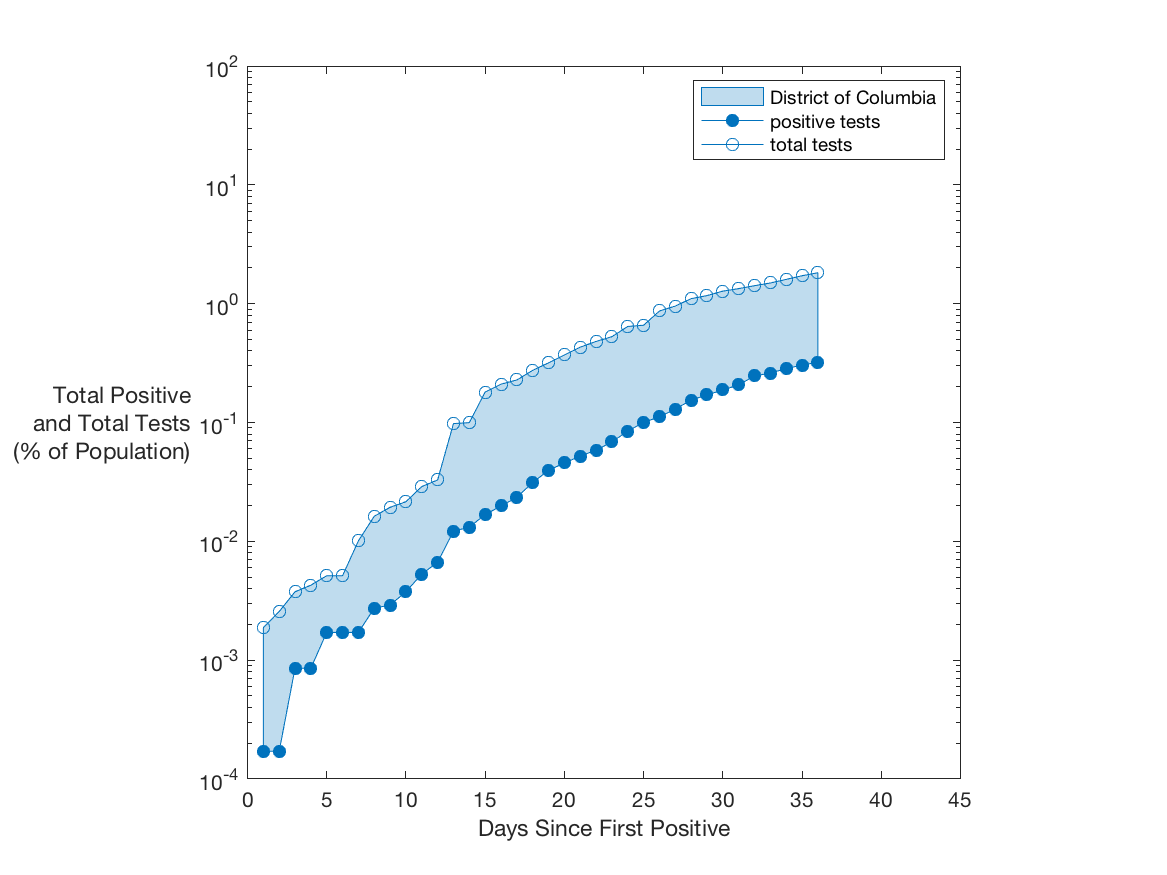 10^2
10^1
10^0
10^-1
10^-2
10^-3
10^-4
Total Positive
and Total Tests
(% of Population)
District of Columbia
positive tests
total tests
0 5 10 15 20 25 30 35 40 45
Days Since First Positive